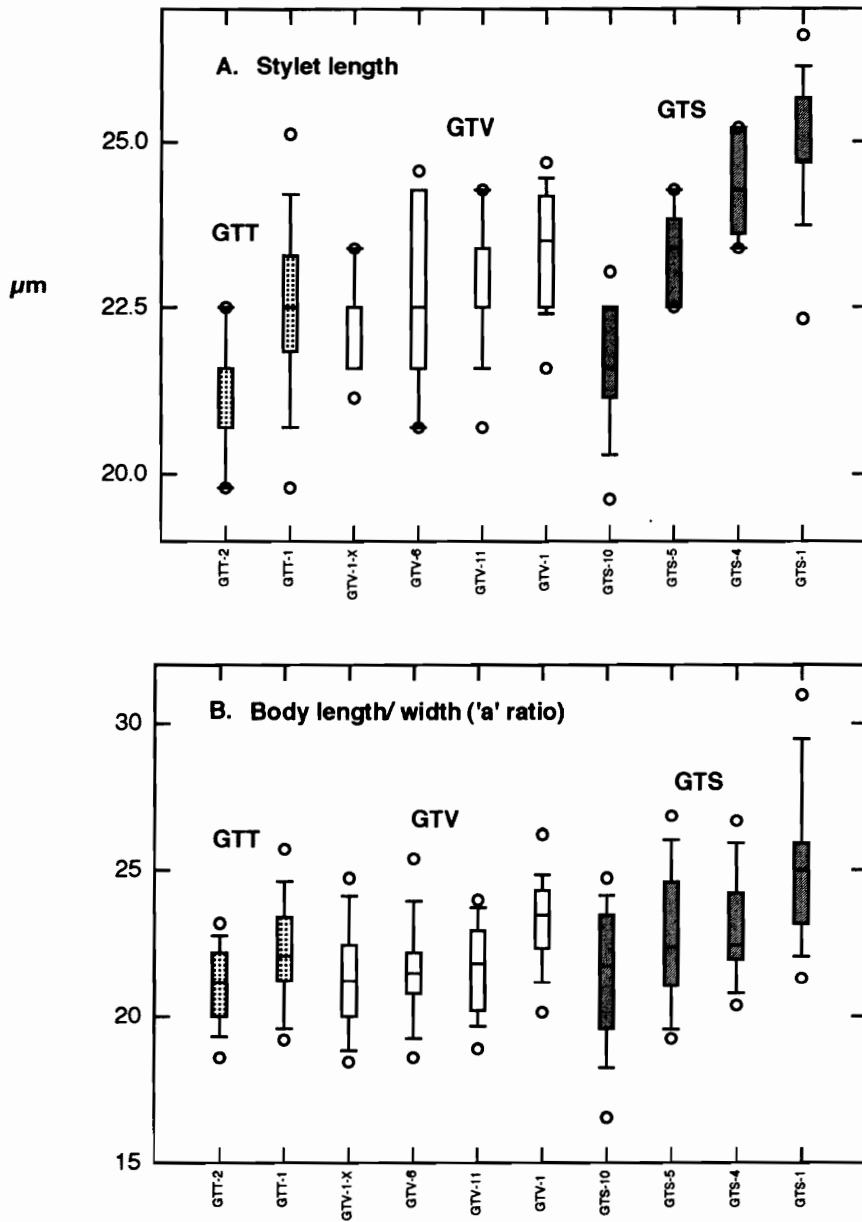 A. Stylet length
GTS
GTV
25.0
GTT
µm
22.5
20.0
GTT-2
GTT-1
GTV-1-X
GTV-6
GTV-11
GTV-1
GTS-10
GTS-5
GTS-4
GTS-1
B. Body length/ width ('a' ratio)
30
GTS
GTV
GTT
25
20
15
GTT-2
GTT-1
GTV-1-X
GTV-6
GTV-11
GTV-1
GTS-10
GTS-5
GTS-4
GTS-1